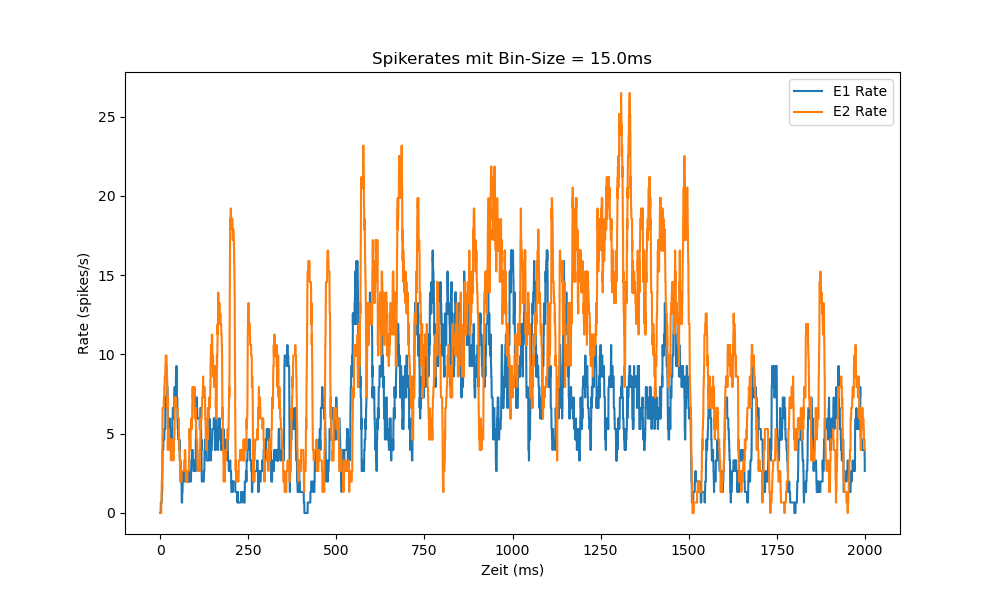 Spikerates mit Bin-Size = 15.0ms
E1 Rate
E2 Rate
Rate (spikes/s)
25
20
15
10
5
0
0 250 500 750 1000 1250 1500 1750 2000
Zeit (ms)